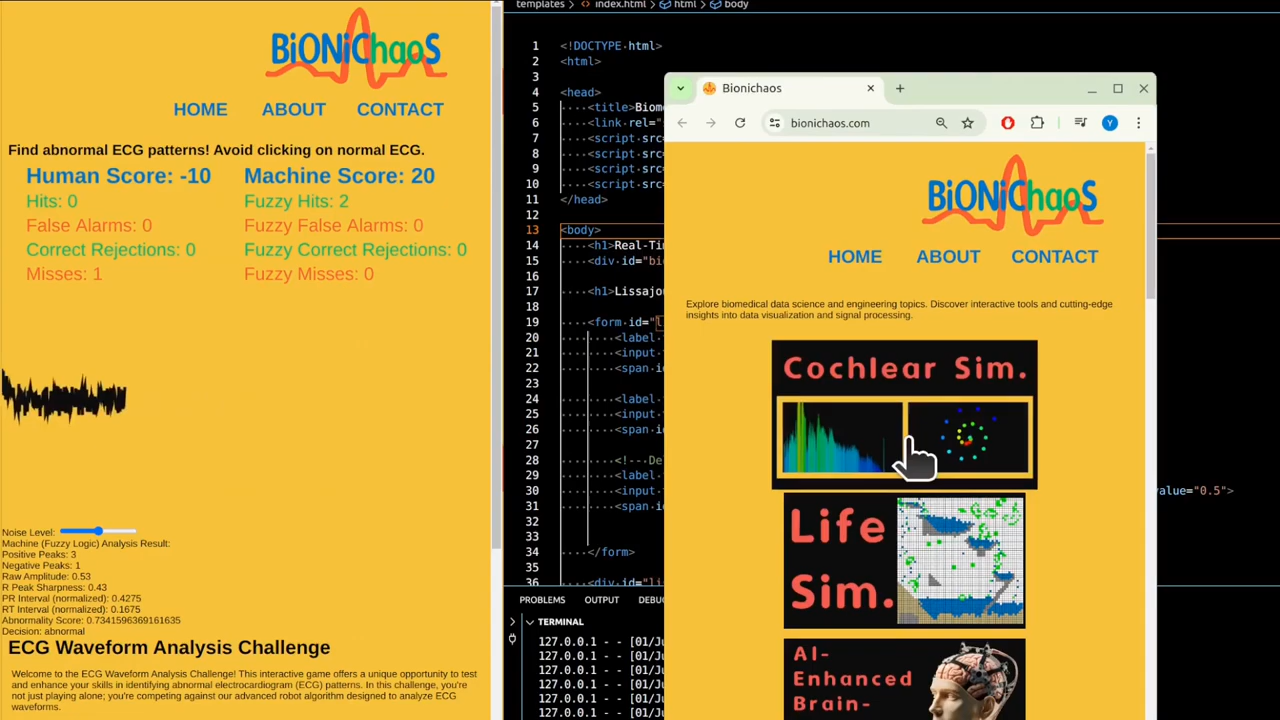 BiONiChaoS
HOME ABOUT CONTACT
Find abnormal ECG patterns! Avoid clicking on normal ECG.
Human Score: -10 Machine Score: 20
Hits: 0 Fuzzy Hits: 2
False Alarms: 0 Fuzzy False Alarms: 0
Correct Rejections: 0 Fuzzy Correct Rejections: 0
Misses: 1 Fuzzy Misses: 0
Noise Level:
Machine (Fuzzy Logic) Analysis Result:
Positive Peaks: 3
Negative Peaks: 1
Raw Amplitude: 0.53
R Peak Sharpness: 0.43
PR Interval (normalized): 0.4275
RT Interval (normalized): 0.1675
Abnormality Score: 0.7341596369161635
Decision: abnormal
ECG Waveform Analysis Challenge
Welcome to the ECG Waveform Analysis Challenge! This interactive game offers a unique opportunity to test
and enhance your skills in identifying abnormal electrocardiogram (ECG) patterns. In this challenge, you're
not just playing alone; you're competing against our advanced robot algorithm designed to analyze ECG
waveforms.
templates > index.html > html > body
1 <!DOCTYPE·html>
2 <html>
3
4 <head>
5 ····<title>Biom
6 ····<link rel=
7 ····<script src=
8 ····<script src=
9 ····<script src=
10 ····<script src=
11 </head>
12
13 <body>
14 ····<h1>Real-Ti
15 ····<div id="bi
16
17 ····<h1>Lissajo
18
19 ····<form id="l
20 ········<label
21 ········<input
22 ········<span id
23
24 ········<label
25 ········<input
26 ········<span id
27
28 ········<!---De
29 ········<label
30 ········<input value="0.5">
31 ········<span id
32
33
34 ····</form>
35
36 ····<div id="li
PROBLEMS OUTPUT DEBU
TERMINAL
127.0.0.1 - - [01/Ju
127.0.0.1 - - [01/Ju
127.0.0.1 - - [01/Ju
127.0.0.1 - - [01/Ju
127.0.0.1 - - [01/Ju
127.0.0.1 - - [01/Ju
Bionichaos
bionichaos.com
Y
BiONiChaoS
HOME ABOUT CONTACT
Explore biomedical data science and engineering topics. Discover interactive tools and cutting-edge
insights into data visualization and signal processing.
Cochlear Sim.
Life
Sim.
AI-
Enhanced
Brain-